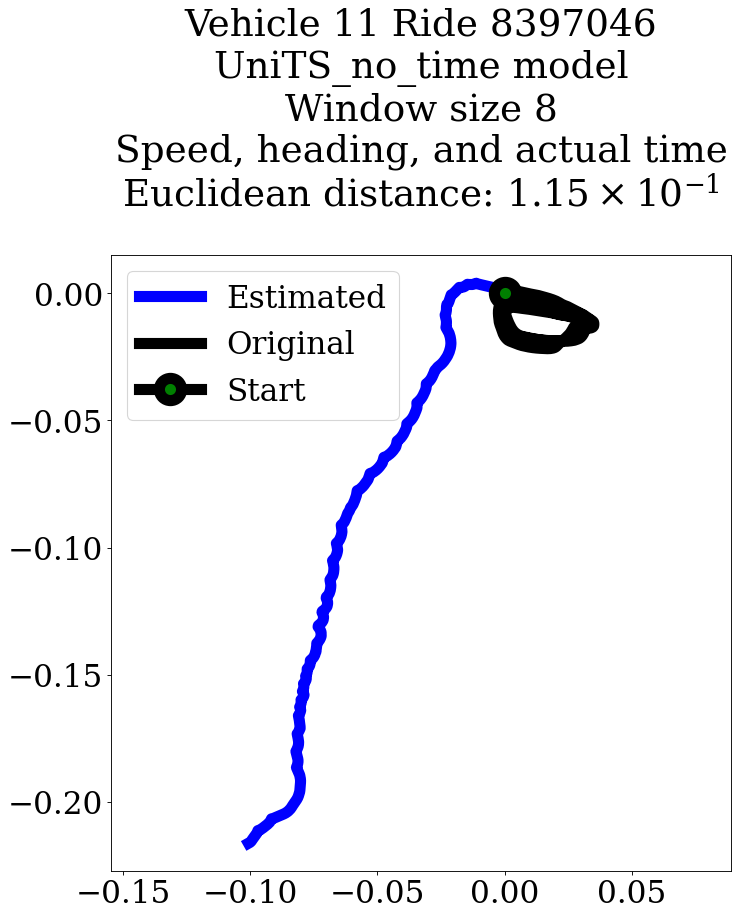 Vehicle 11 Ride 8397046
UniTS_no_time model
Window size 8
Speed, heading, and actual time
Euclidean distance: 1.15 × 10⁻¹
Estimated
Original
Start
0.00
−0.05
−0.10
−0.15
−0.20
−0.15 −0.10 −0.05 0.00 0.05